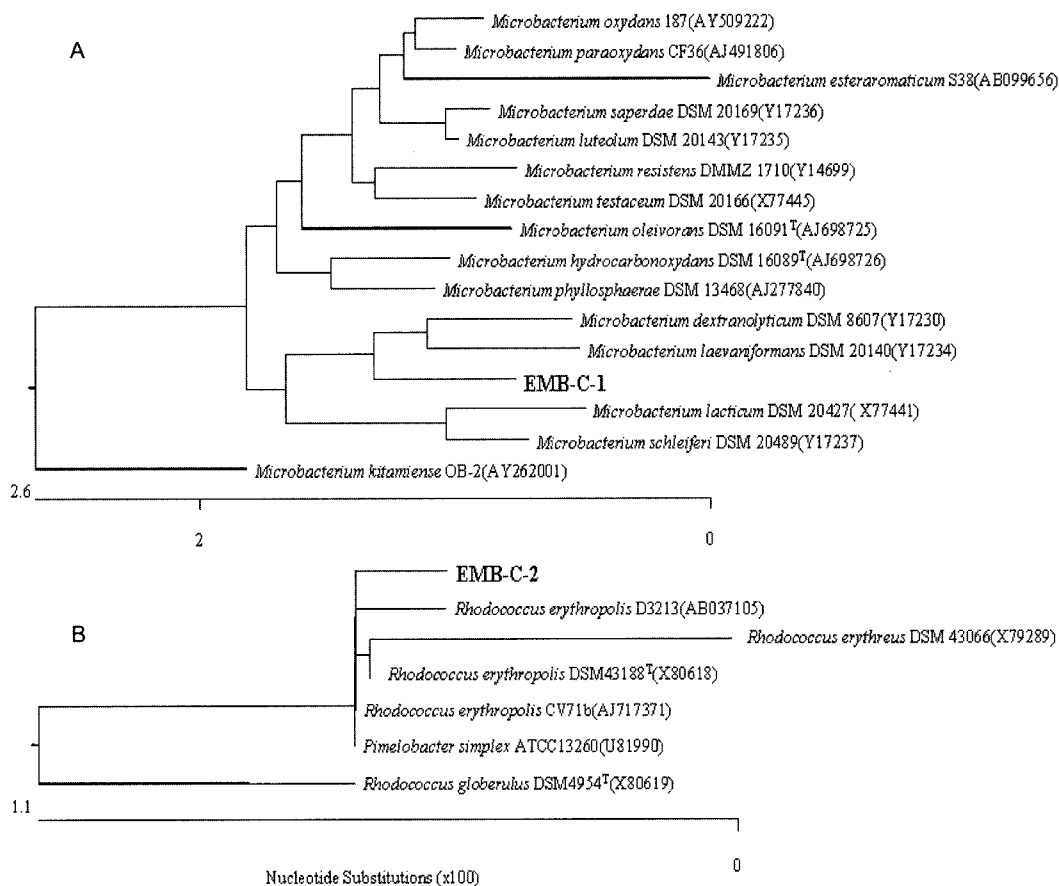 A
Microbacterium oxydans 187(AY509222)
Microbacterium paraoxydans CF36(AJ491806)
Microbacterium esteraromaticum S38(AB099656)
Microbacterium saperdae DSM 20169(Y17236)
Microbacterium luteolum DSM 20143(Y17235)
Microbacterium resistens DMMZ 1710(Y14699)
Microbacterium testaceum DSM 20166(X77445)
Microbacterium oleivorans DSM 16091ᵀ(AJ698725)
Microbacterium hydrocarbonoxydans DSM 16089ᵀ(AJ698726)
Microbacterium phyllosphaerae DSM 13468(AJ277840)
Microbacterium dextranolyticum DSM 8607(Y17230)
Microbacterium laevaniformans DSM 20140(Y17234)
EMB-C-1
Microbacterium lacticum DSM 20427( X77441)
Microbacterium schleiferi DSM 20489(Y17237)
Microbacterium kitamiense OB-2(AY262001)
2.6
2 0
EMB-C-2
B
Rhodococcus erythropolis D3213(AB037105)
Rhodococcus erythreus DSM 43066(X79289)
Rhodococcus erythropolis DSM43188ᵀ(X80618)
Rhodococcus erythropolis CV71b(AJ717371)
Pimelobacter simplex ATCC13260(U81990)
Rhodococcus globerulus DSM4954ᵀ(X80619)
1.1
0
Nucleotide Substitutions (x100)